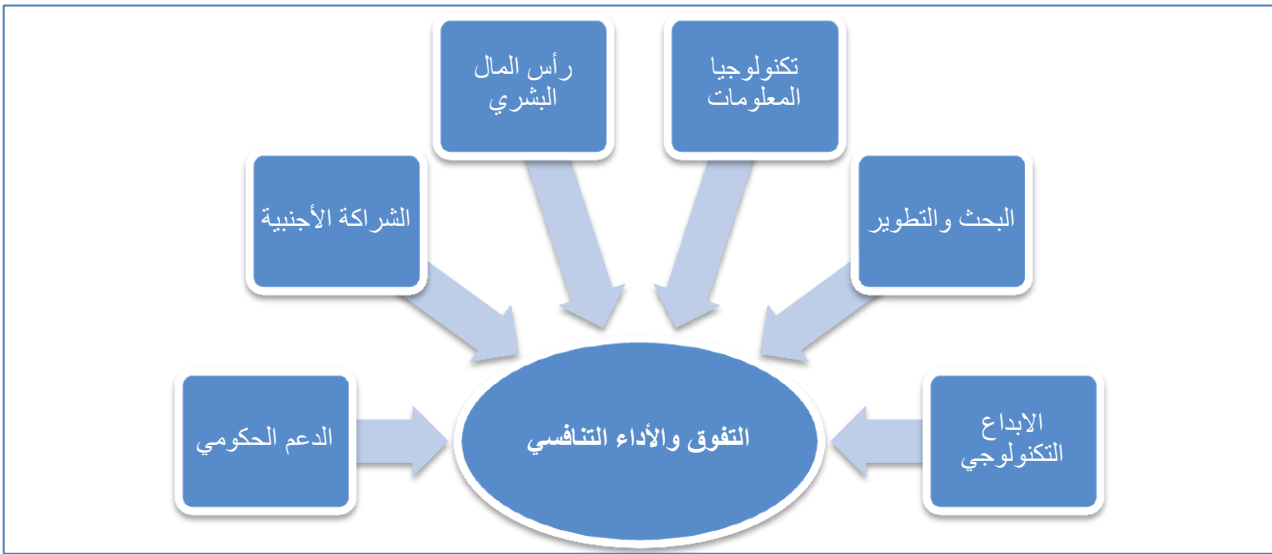 تكنولوجيا
المعلومات
رأس المال
البشري
البحث والتطوير
الشراكة الأجنبية
الابداع
التكنولوجي
التفوق والأداء التنافسي
الدعم الحكومي